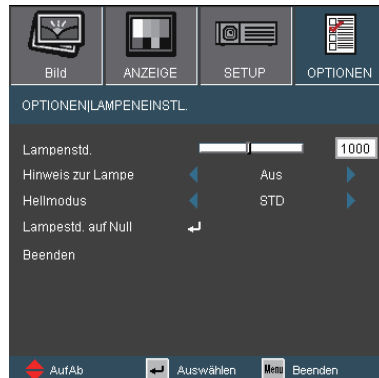 Bild ANZEIGE SETUP OPTIONEN
OPTIONEN|LAMPENEINSTL.
Lampenstd. 1000
Hinweis zur Lampe Aus
Hellmodus STD
Lampestd. auf Null
Beenden
AufAb Auswählen Menu Beenden